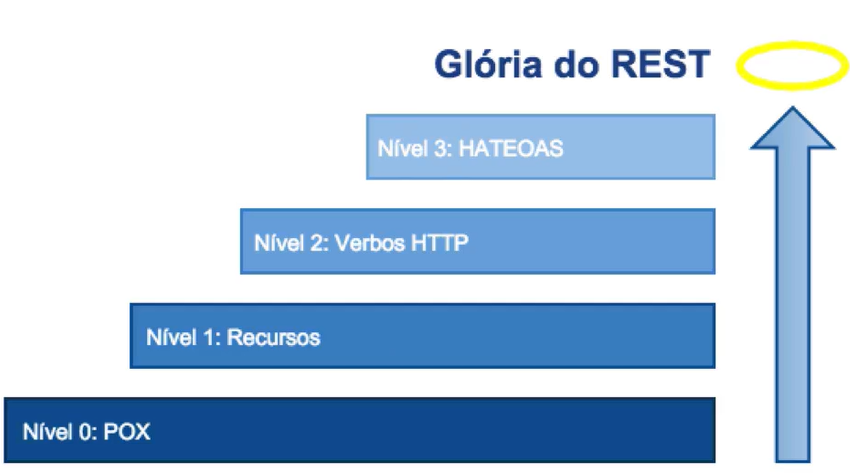 Glória do REST
Nível 3: HATEOAS
Nível 2: Verbos HTTP
Nível 1: Recursos
Nível 0: POX